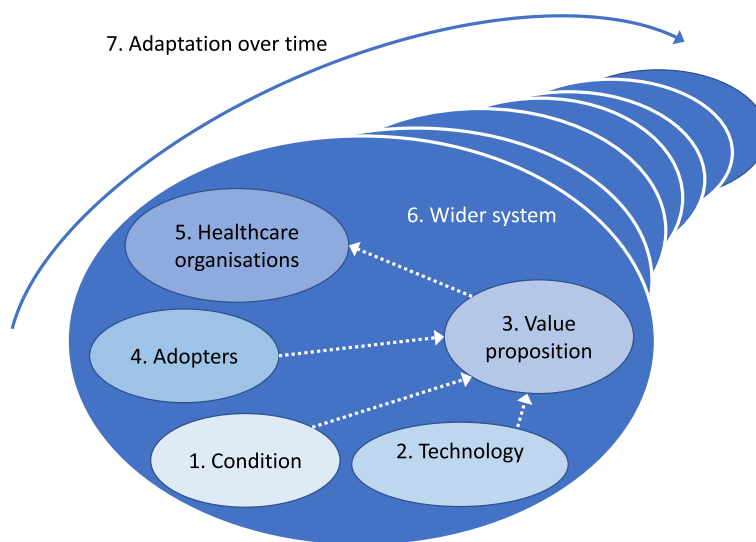 7. Adaptation over time
6. Wider system
5. Healthcare
organisations
3. Value
proposition
4. Adopters
1. Condition
2. Technology